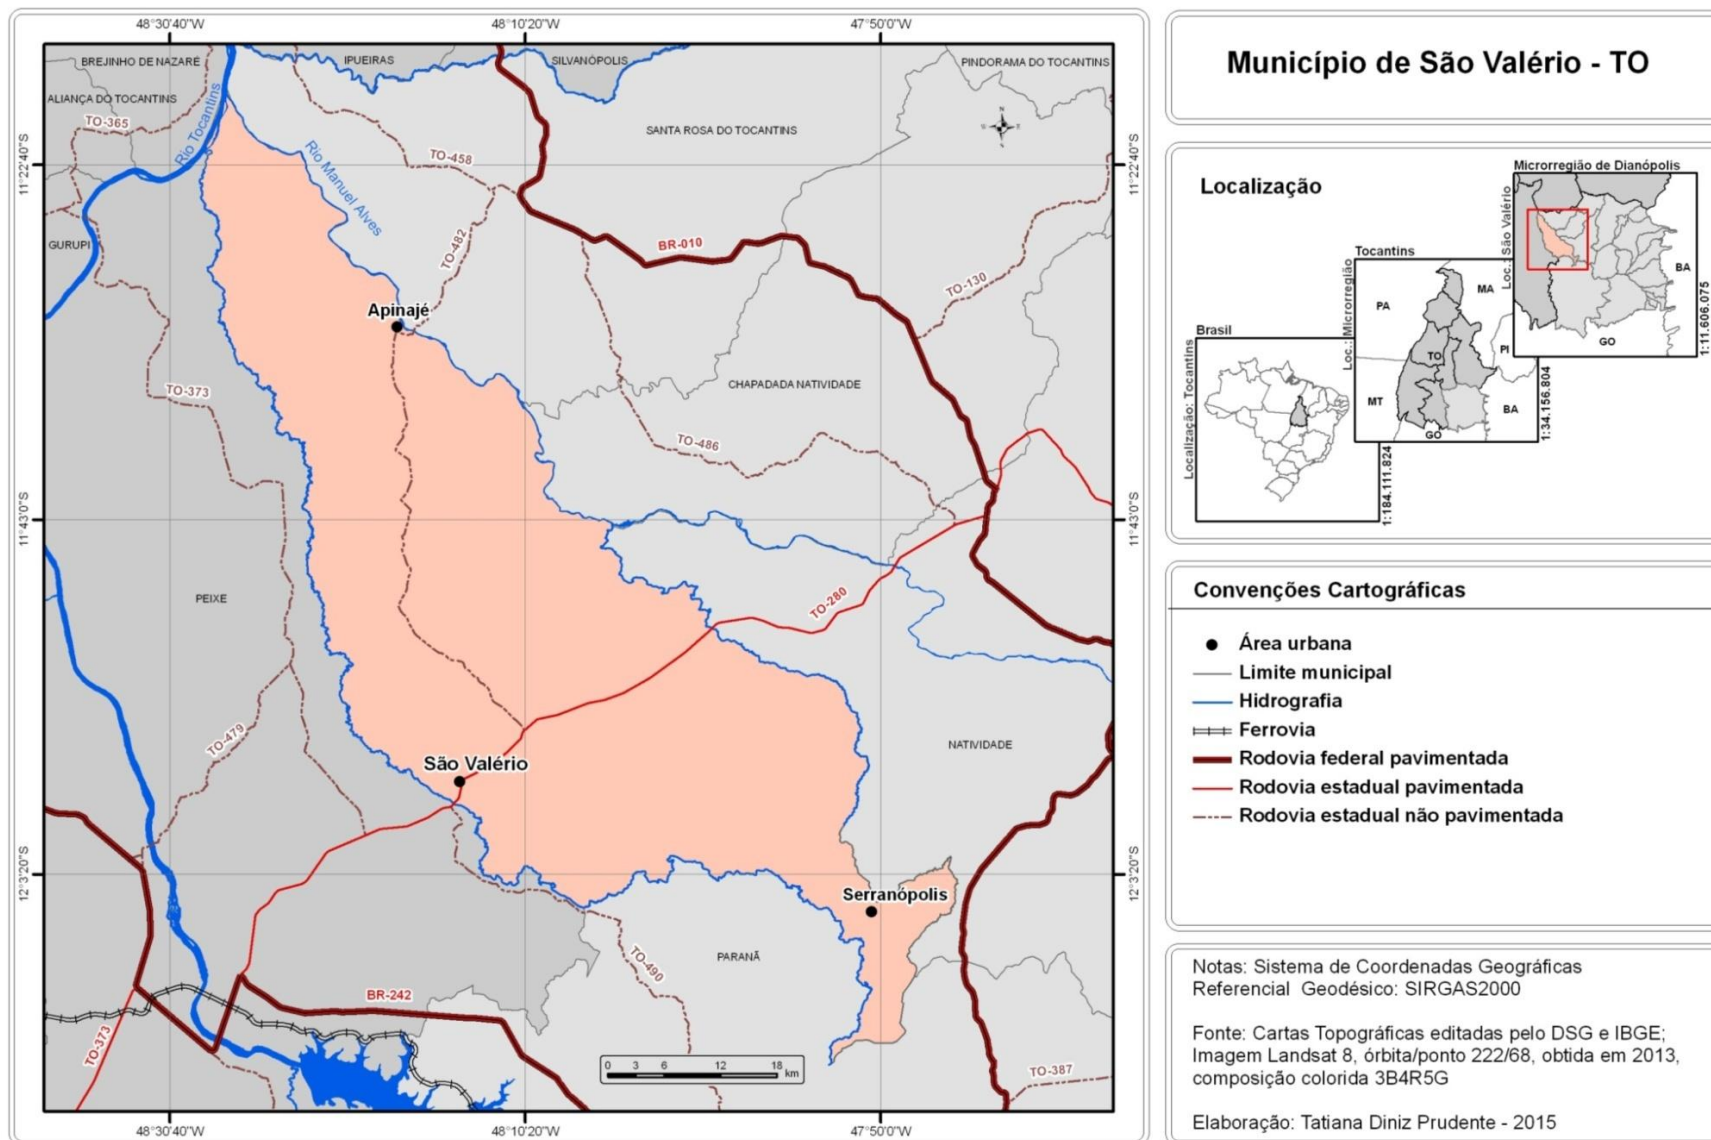 48°30'40"W
48°10'20"W
47°50'0"W
BREJINHO DE NAZARÉ
IPUEIRAS
SILVANÓPOLIS
PINDORAMA DO TOCANTINS
ALIANÇA DO TOCANTINS
TO-365
Rio Tocantins
SANTA ROSA DO TOCANTINS
N
11°22'40"S
11°22'40"S
TO-458
Rio Manuel Alves
GURUPI
TO-482
BR-010
TO-130
Apinajé
TO-373
CHAPADADA NATIVIDADE
TO-486
11°43'0"S
11°43'0"S
PEIXE
TO-280
TO-479
NATIVIDADE
São Valério
12°3'20"S
12°3'20"S
Serranópolis
PARANÃ
TO-490
BR-242
TO-373
0 3 6 12 18
km
TO-387
48°30'40"W
48°10'20"W
47°50'0"W
Município de São Valério - TO
Localização
Microrregião de Dianópolis
Loc.: São Valério
BA
GO
1:11.606.075
Tocantins
Loc.: Microrregião
PA
MA
TO
PI
MT
BA
GO
1:34.156.804
Brasil
Localização: Tocantins
1:184.111.824
Convenções Cartográficas
Área urbana
Limite municipal
Hidrografia
Ferrovia
Rodovia federal pavimentada
Rodovia estadual pavimentada
Rodovia estadual não pavimentada
Notas: Sistema de Coordenadas Geográficas
Referencial Geodésico: SIRGAS2000
Fonte: Cartas Topográficas editadas pelo DSG e IBGE;
Imagem Landsat 8, órbita/ponto 222/68, obtida em 2013,
composição colorida 3B4R5G
Elaboração: Tatiana Diniz Prudente - 2015